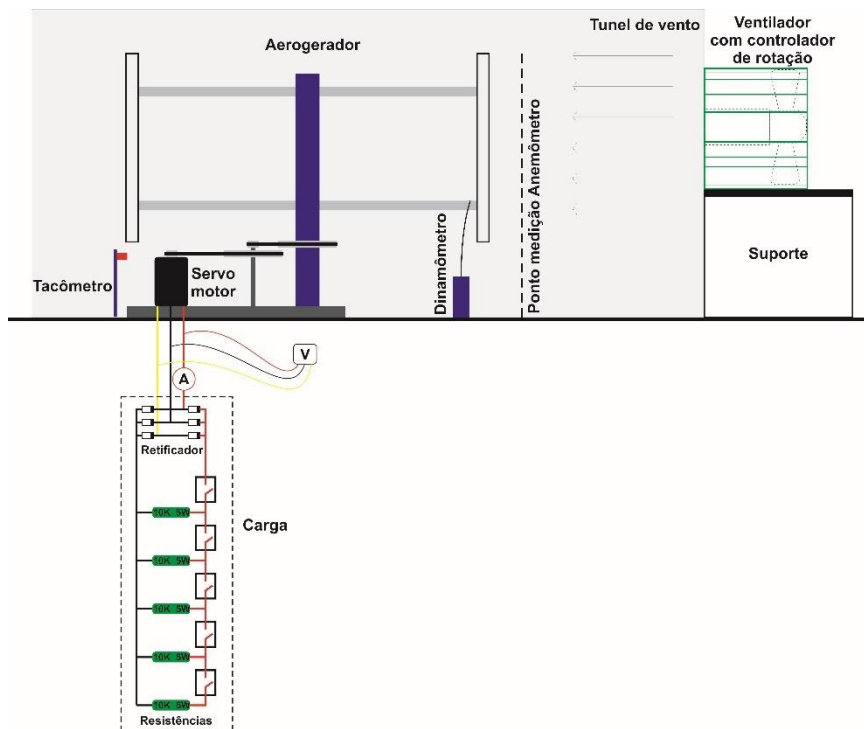 Tunel de vento
Ventilador
com controlador
de rotação
Aerogerador
Ponto medição Anemômetro
Dinamômetro
Suporte
Tacômetro
Servo
motor
V
A
Retificador
10K 5W
10K 5W
Carga
10K 5W
10K 5W
10K 5W
Resistências